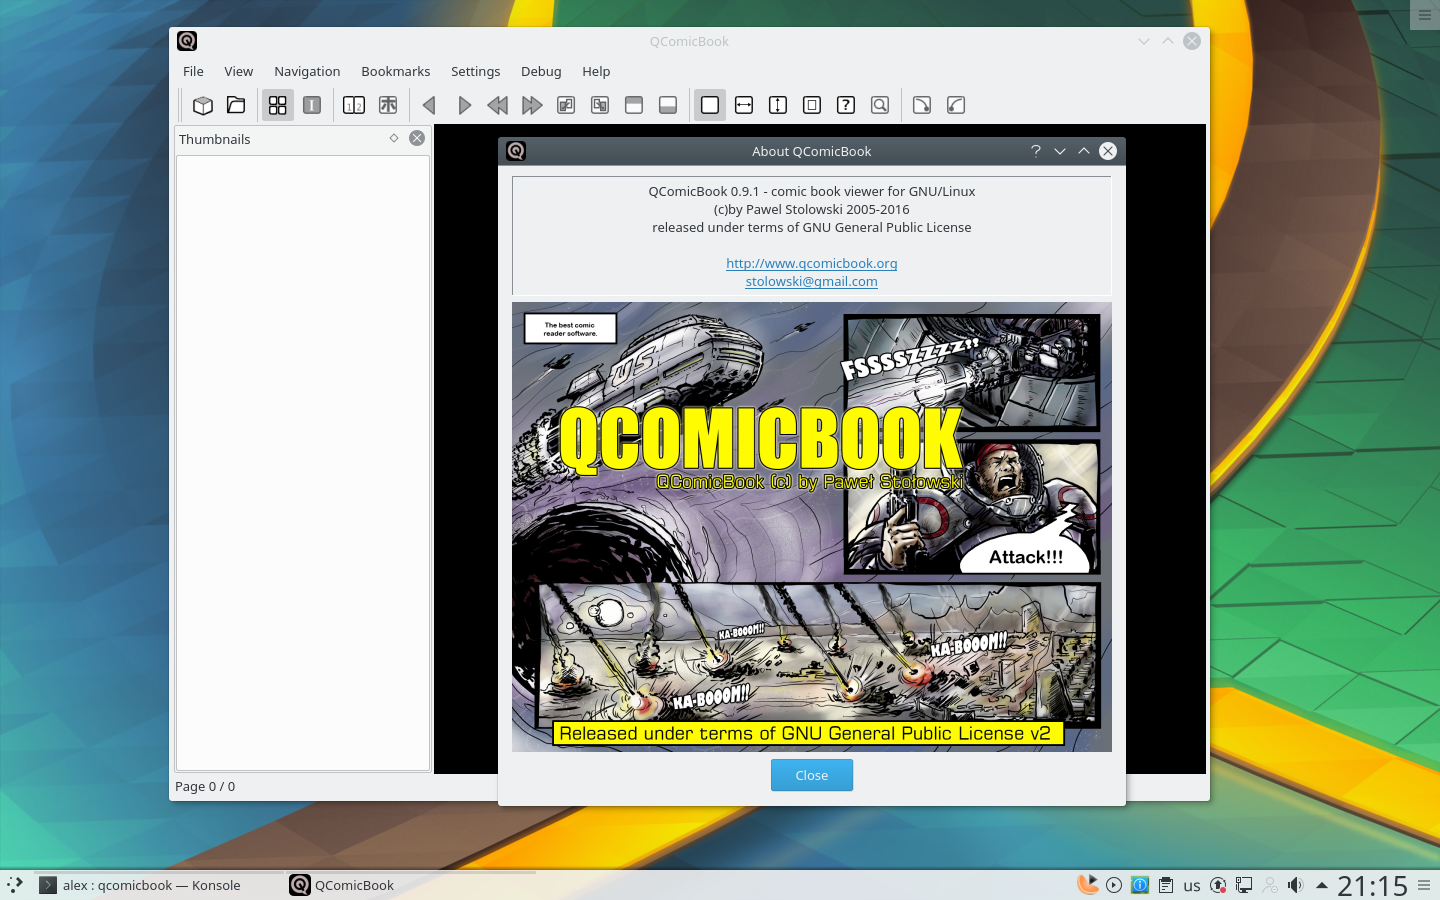 QComicBook
File View Navigation Bookmarks Settings Debug Help
Thumbnails
About QComicBook
QComicBook 0.9.1 - comic book viewer for GNU/Linux
(c)by Pawel Stolowski 2005-2016
released under terms of GNU General Public License
http://www.qcomicbook.org
stolowski@gmail.com
The best comic
reader software.
US
FSSSSZZZZ!!
QCOMICBOOK
QComicBook (c) by Paweł Stołowski
Attack!!!
KA-BOOOM!!
KA-BOOOM!!
KA-BOOOM!!
Released under terms of GNU General Public License v2
Close
Page 0 / 0
alex : qcomicbook — Konsole
QComicBook
us
21:15